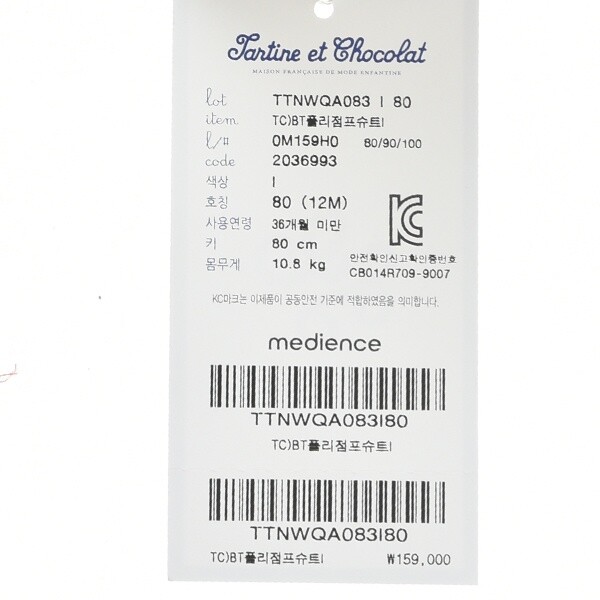 Tartine et Chocolat
MAISON FRANÇAISE DE MODE ENFANTINE
lot TTNWQA083 I 80
item TC)BT플리점프슈트I
l/# 0M159H0 80/90/100
code 2036993
색상 I
호칭 80 (12M)
사용연령 36개월 미만
키 80 cm
몸무게 10.8 kg
KC
안전확인신고확인증번호
CB014R709-9007
KC마크는 이제품이 공동안전 기준에 적합하였음을 의미합니다.
medience
TTNWQA083I80
TC)BT플리점프슈트I
TTNWQA083I80
TC)BT플리점프슈트I ₩159,000